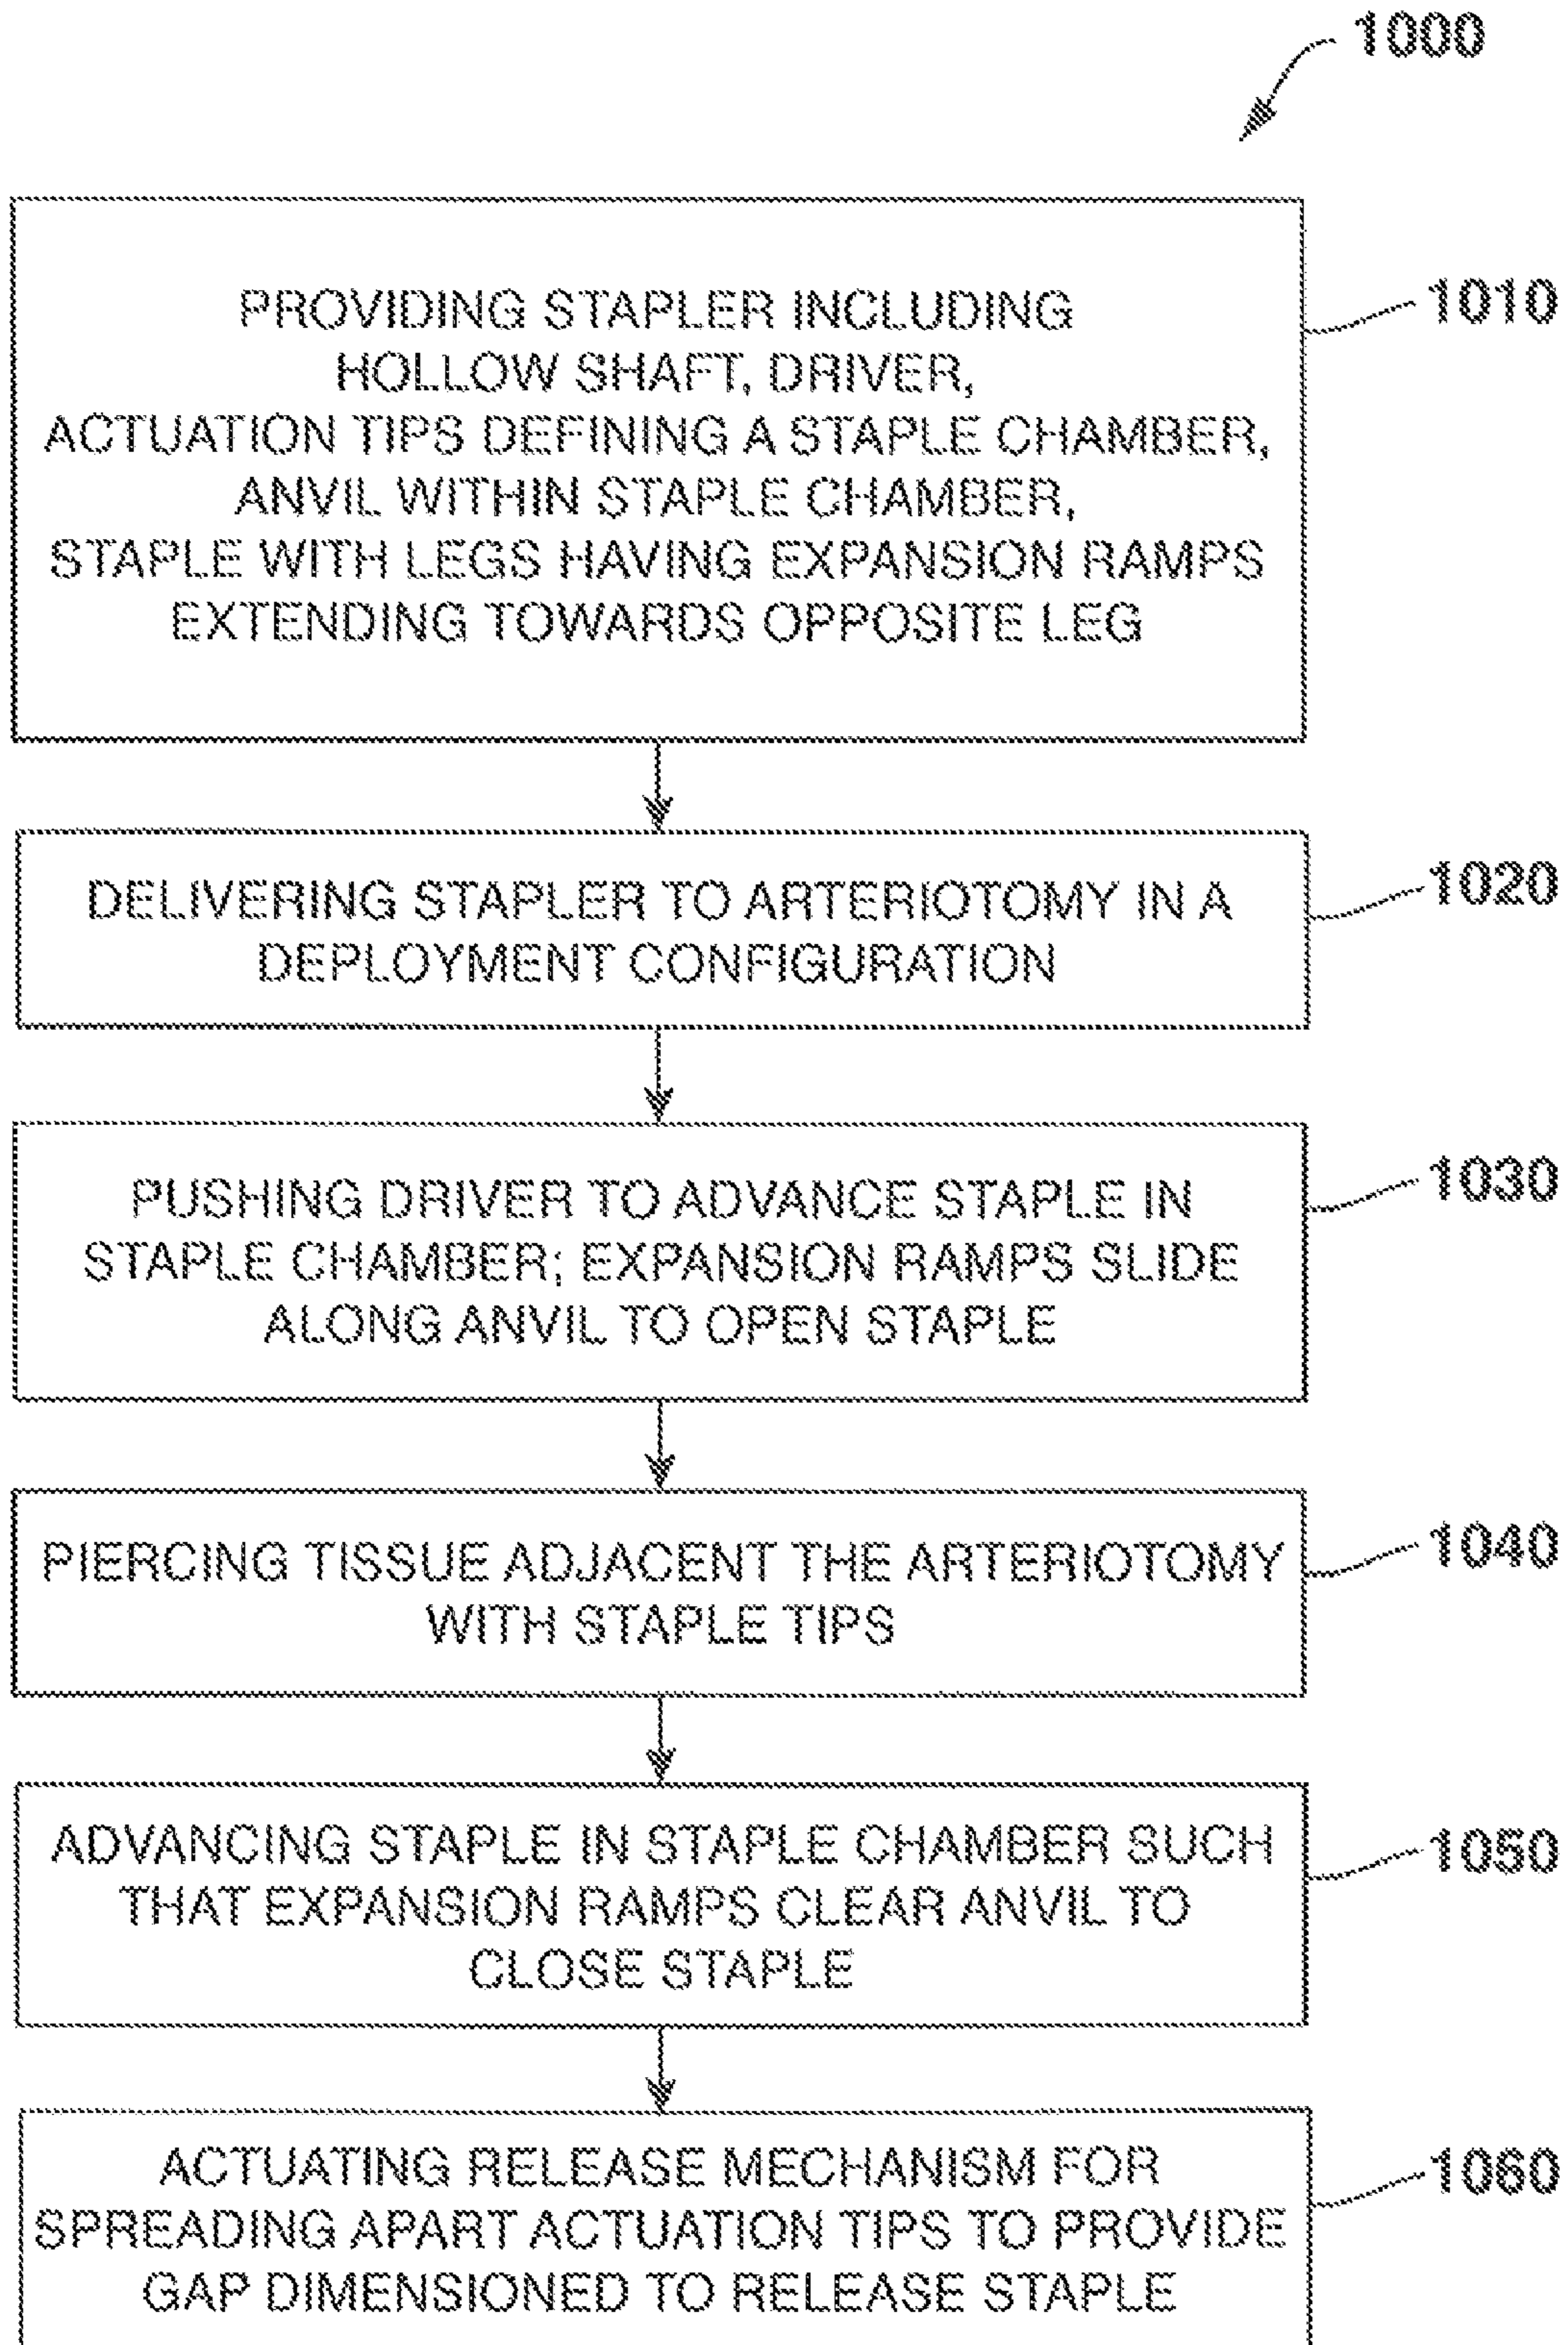 1000
PROVIDING STAPLER INCLUDING
HOLLOW SHAFT, DRIVER,
ACTUATION TIPS DEFINING A STAPLE CHAMBER,
ANVIL WITHIN STAPLE CHAMBER,
STAPLE WITH LEGS HAVING EXPANSION RAMPS
EXTENDING TOWARDS OPPOSITE LEG
1010
DELIVERING STAPLER TO ARTERIOTOMY IN A
DEPLOYMENT CONFIGURATION
1020
PUSHING DRIVER TO ADVANCE STAPLE IN
STAPLE CHAMBER; EXPANSION RAMPS SLIDE
ALONG ANVIL TO OPEN STAPLE
1030
PIERCING TISSUE ADJACENT THE ARTERIOTOMY
WITH STAPLE TIPS
1040
ADVANCING STAPLE IN STAPLE CHAMBER SUCH
THAT EXPANSION RAMPS CLEAR ANVIL TO
CLOSE STAPLE
1050
ACTUATING RELEASE MECHANISM FOR
SPREADING APART ACTUATION TIPS TO PROVIDE
GAP DIMENSIONED TO RELEASE STAPLE
1060